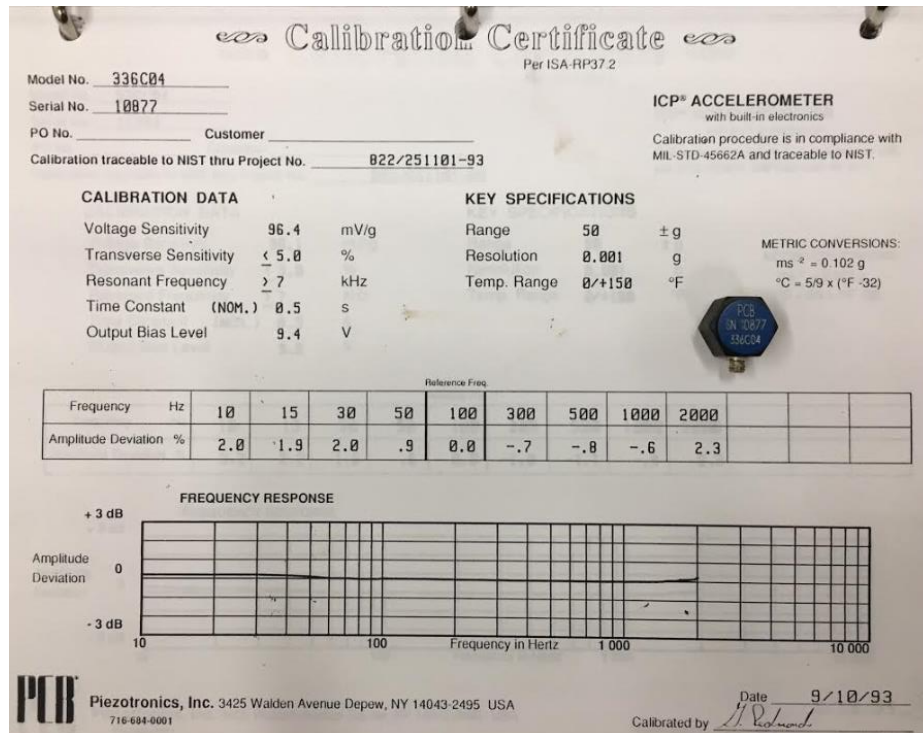 Calibration Certificate
Per ISA-RP37.2
Model No. 336C04
Serial No. 10877
PO No. Customer
Calibration traceable to NIST thru Project No. 822/251101-93
ICP® ACCELEROMETER
with built-in electronics
Calibration procedure is in compliance with
MIL-STD-45662A and traceable to NIST.
CALIBRATION DATA
Voltage Sensitivity 96.4 mV/g
Transverse Sensitivity ≤ 5.0 %
Resonant Frequency ≥ 7 kHz
Time Constant (NOM.) 0.5 s
Output Bias Level 9.4 V
KEY SPECIFICATIONS
Range 50 ± g
Resolution 0.001 g
Temp. Range 0/+150 °F
METRIC CONVERSIONS:
ms ² = 0.102 g
°C = 5/9 x (°F -32)
PCB
SN 10877
336C04
Reference Freq.
Frequency Hz 10 15 30 50 100 300 500 1000 2000
Amplitude Deviation % 2.0 1.9 2.0 .9 0.0 -.7 -.8 -.6 2.3
FREQUENCY RESPONSE
+ 3 dB
Amplitude
Deviation
0
- 3 dB
10 100 Frequency in Hertz 1 000 10 000
PCB Piezotronics, Inc. 3425 Walden Avenue Depew, NY 14043-2495 USA
716-684-0001
Date 9/10/93
Calibrated by